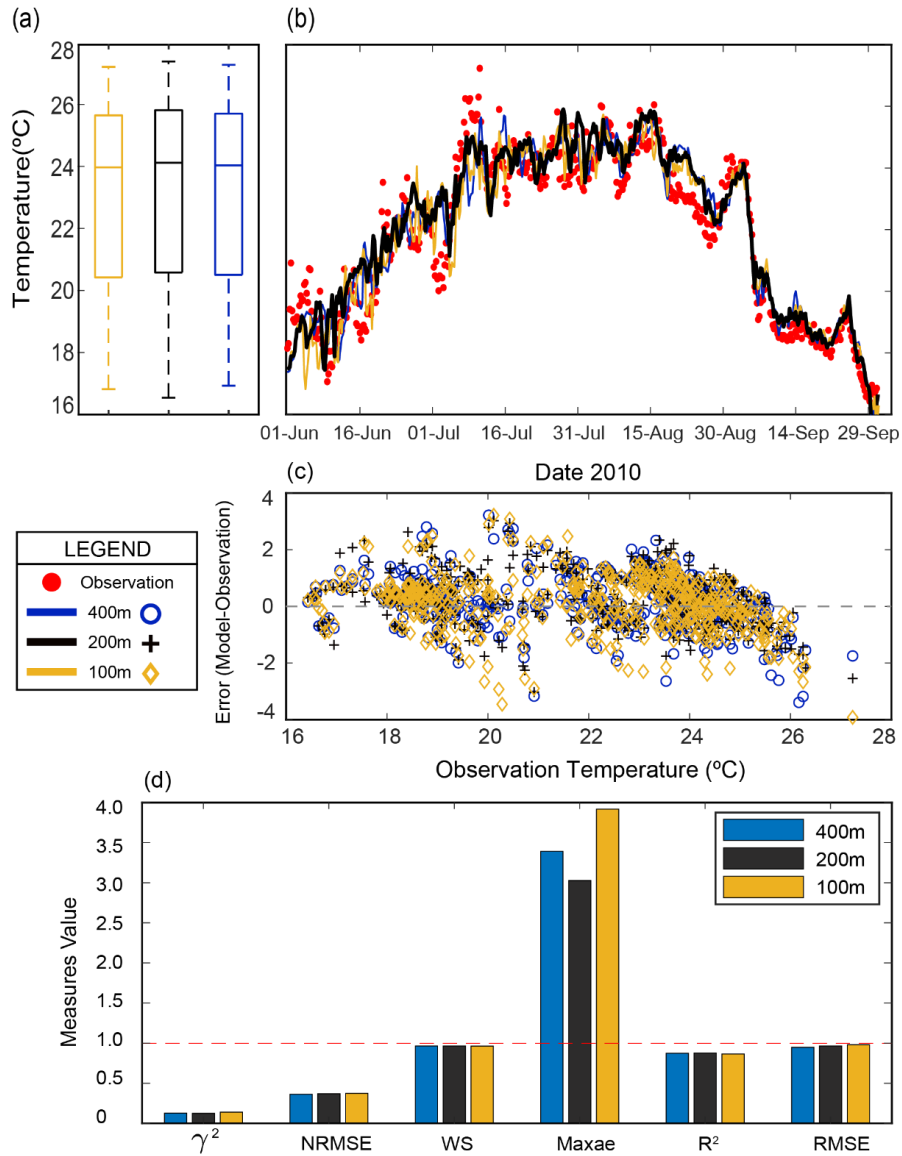 (a)
(b)
Temperature(ºC)
28
26
24
22
20
18
16
01-Jun
16-Jun
01-Jul
16-Jul
31-Jul
15-Aug
30-Aug
14-Sep
29-Sep
Date 2010
(c)
LEGEND
Observation
400m
200m
100m
Error (Model-Observation)
4
2
0
-2
-4
16
18
20
22
24
26
28
Observation Temperature (ºC)
(d)
Measures Value
4.0
3.5
3.0
2.5
2.0
1.5
1.0
0.5
0
400m
200m
100m
γ²
NRMSE
WS
Maxae
R²
RMSE